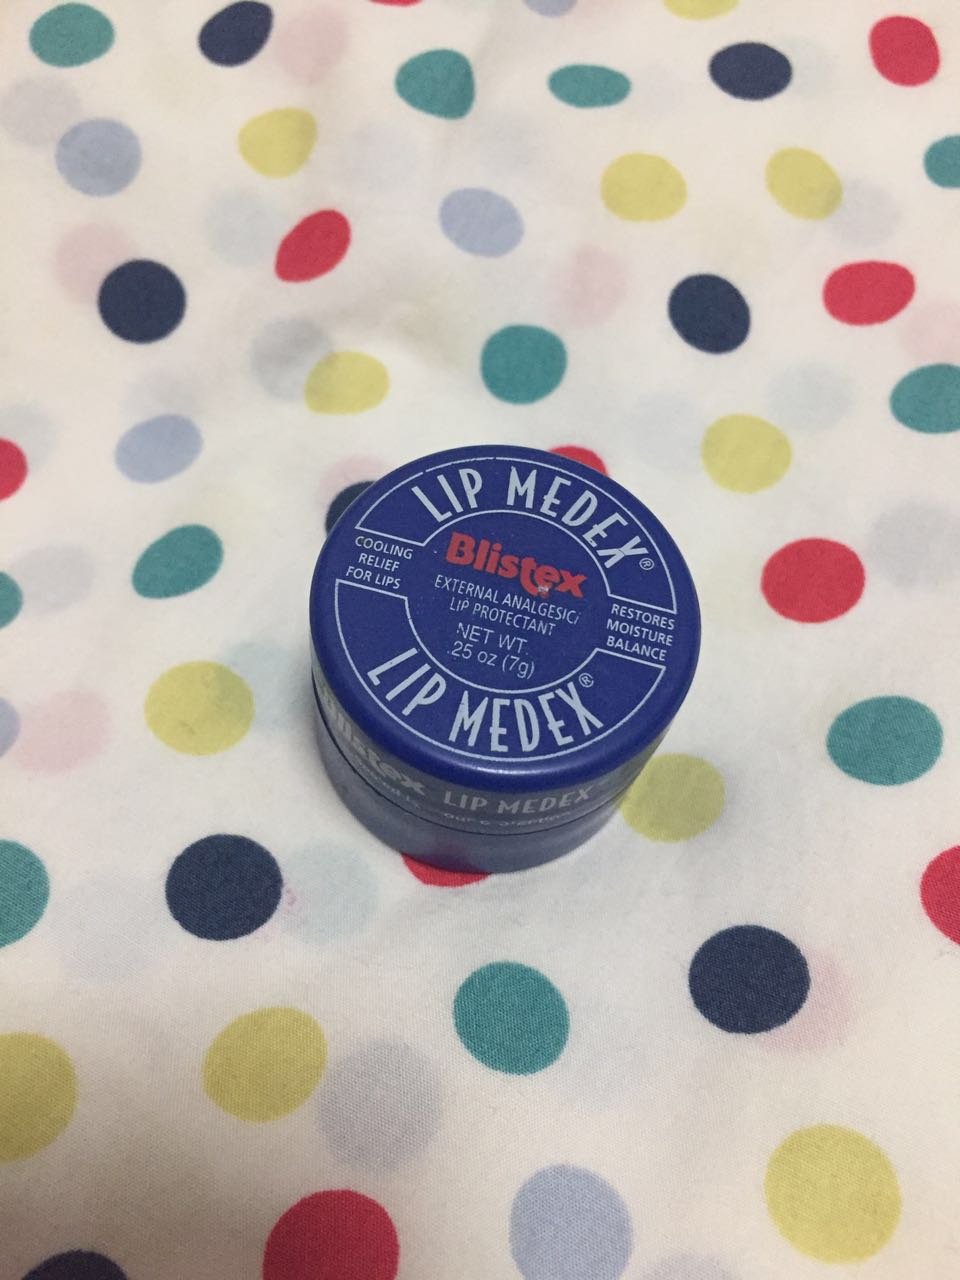 LIP MEDEX®
COOLING
RELIEF
FOR LIPS
Blistex
EXTERNAL ANALGESIC/
LIP PROTECTANT
NET WT.
.25 oz (7g)
RESTORES
MOISTURE
BALANCE
LIP MEDEX®
Blistex LIP MEDEX